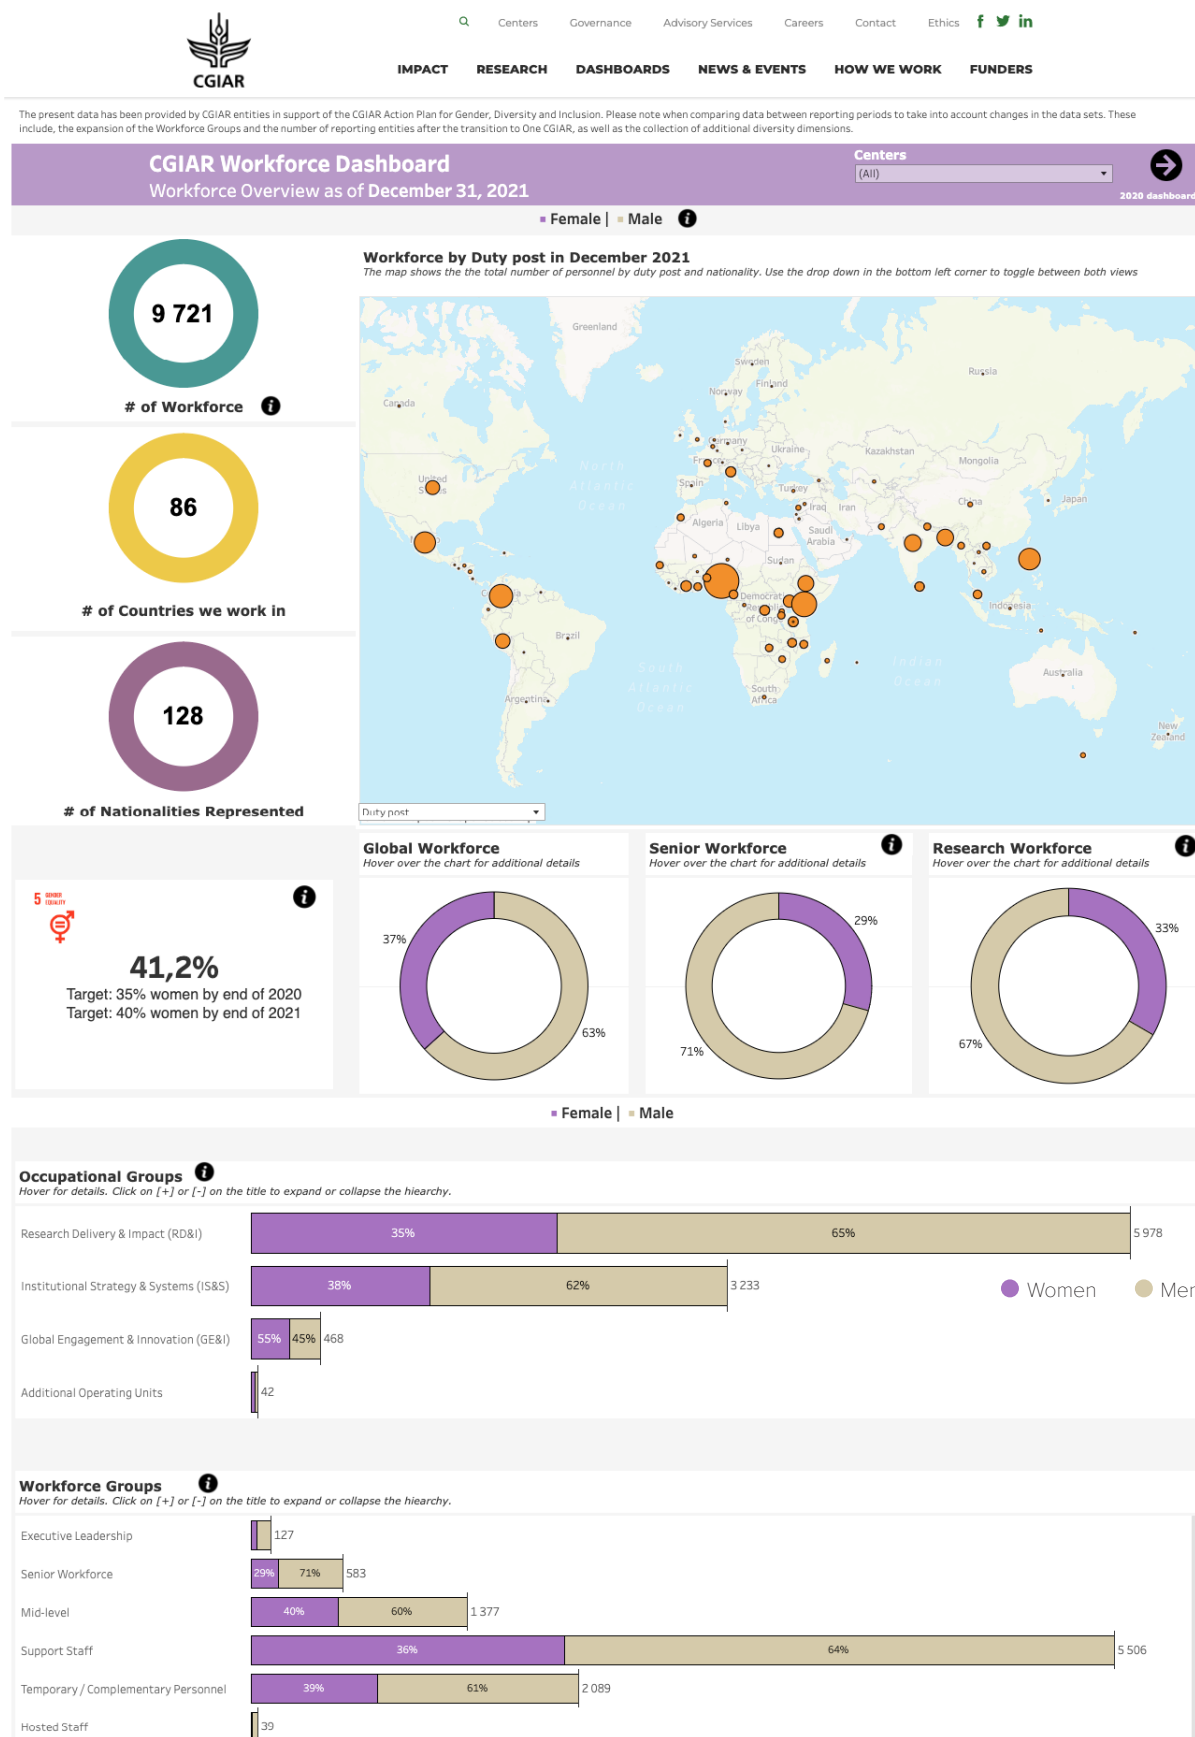 Centers Governance Advisory Services Careers Contact Ethics
CGIAR
IMPACT RESEARCH DASHBOARDS NEWS & EVENTS HOW WE WORK FUNDERS
The present data has been provided by CGIAR entities in support of the CGIAR Action Plan for Gender, Diversity and Inclusion. Please note when comparing data between reporting periods to take into account changes in the data sets. These
include, the expansion of the Workforce Groups and the number of reporting entities after the transition to One CGIAR, as well as the collection of additional diversity dimensions.
CGIAR Workforce Dashboard
Workforce Overview as of December 31, 2021
Centers
(All)
2020 dashboard
Female | Male
9 721
# of Workforce
86
# of Countries we work in
128
# of Nationalities Represented
Workforce by Duty post in December 2021
The map shows the the total number of personnel by duty post and nationality. Use the drop down in the bottom left corner to toggle between both views
Greenland
Sweden
Finland
Russia
Norway
Canada
Ukraine
Kazakhstan
Mongolia
North
Atlantic
Ocean
Spain
Turkey
China
Japan
Iraq
Iran
Algeria
Libya
Saudi
Arabia
Sudan
Indonesia
Brazil
South
Atlantic
Ocean
Indian
Ocean
Australia
Argentina
South
Africa
New
Zealand
Duty post
5 GENDER
EQUALITY
41,2%
Target: 35% women by end of 2020
Target: 40% women by end of 2021
Global Workforce
Hover over the chart for additional details
37%
63%
Senior Workforce
Hover over the chart for additional details
29%
71%
Research Workforce
Hover over the chart for additional details
33%
67%
Female | Male
Occupational Groups
Hover for details. Click on [+] or [-] on the title to expand or collapse the hiearchy.
Research Delivery & Impact (RD&I) 35% 65% 5 978
Institutional Strategy & Systems (IS&S) 38% 62% 3 233
Women Men
Global Engagement & Innovation (GE&I) 55% 45% 468
Additional Operating Units 42
Workforce Groups
Hover for details. Click on [+] or [-] on the title to expand or collapse the hiearchy.
Executive Leadership 127
Senior Workforce 29% 71% 583
Mid-level 40% 60% 1 377
Support Staff 36% 64% 5 506
Temporary / Complementary Personnel 39% 61% 2 089
Hosted Staff 39